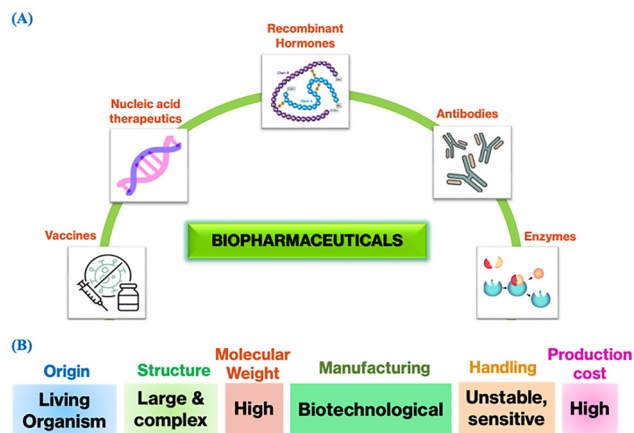 (A)
Recombinant
Hormones
Nucleic acid
therapeutics
Antibodies
Vaccines
BIOPHARMACEUTICALS
Enzymes
(B)
Origin
Structure
Molecular
Weight
Manufacturing
Handling
Production
cost
Living
Organism
Large &
complex
High
Biotechnological
Unstable,
sensitive
High